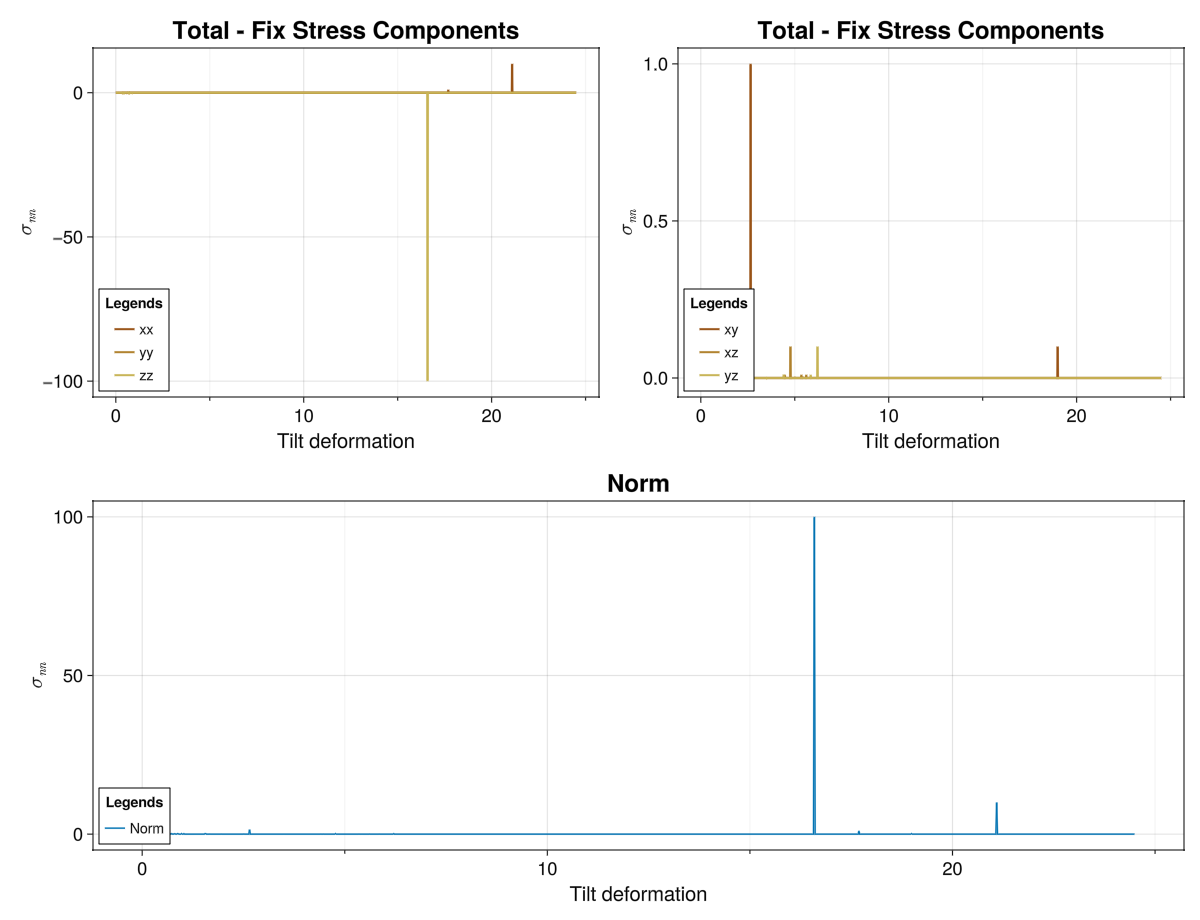 Total - Fix Stress Components
σnn
0
−50
−100
Legends
xx
yy
zz
0
10
20
Tilt deformation
Total - Fix Stress Components
σnn
1.0
0.5
0.0
Legends
xy
xz
yz
0
10
20
Tilt deformation
Norm
σnn
100
50
0
Legends
Norm
0
10
20
Tilt deformation